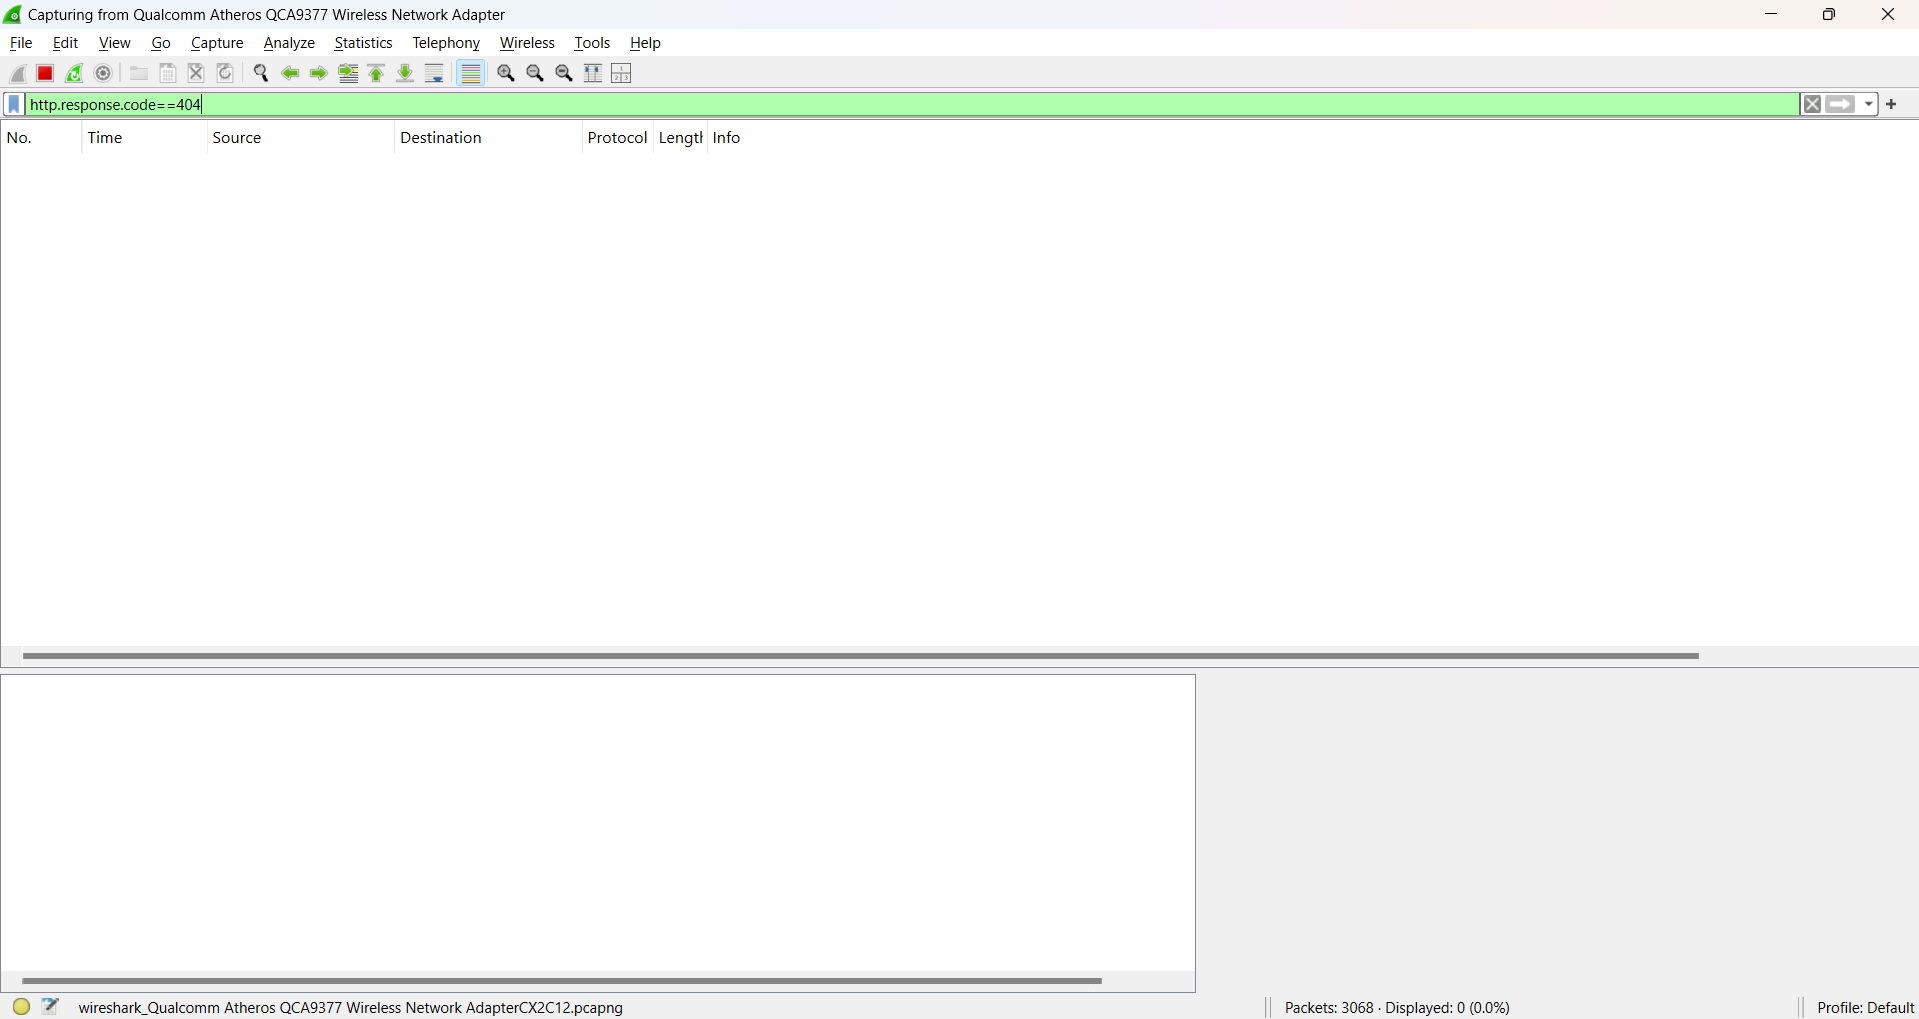 Capturing from Qualcomm Atheros QCA9377 Wireless Network Adapter
File Edit View Go Capture Analyze Statistics Telephony Wireless Tools Help
http.response.code==404
No. Time Source Destination Protocol Length Info
wireshark_Qualcomm Atheros QCA9377 Wireless Network AdapterCX2C12.pcapng Packets: 3068 · Displayed: 0 (0.0%) Profile: Default